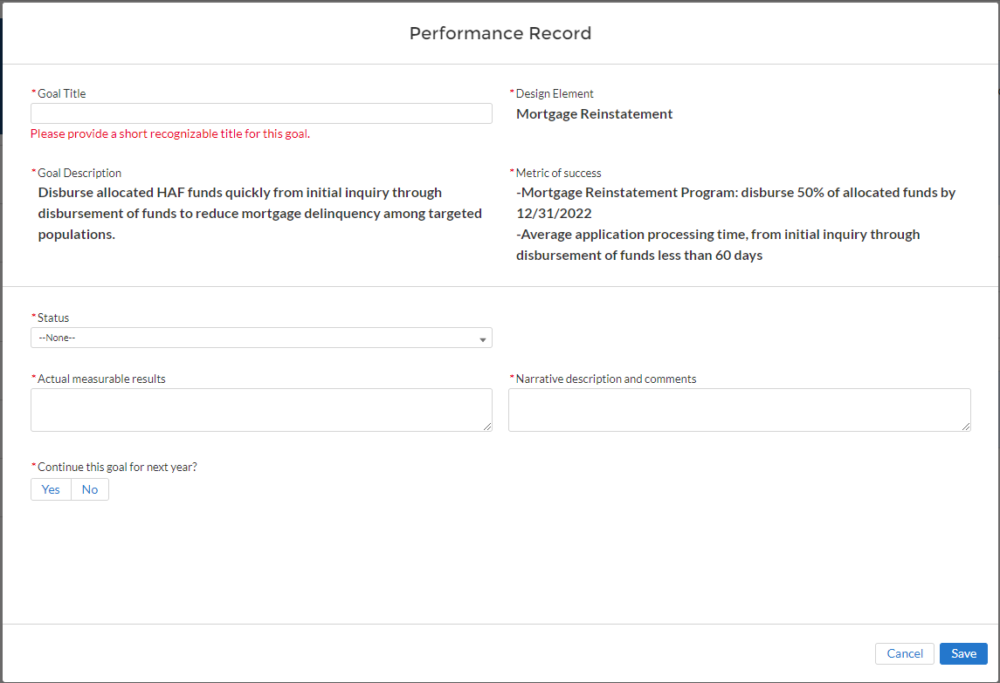 Performance Record
*Goal Title
Please provide a short recognizable title for this goal.
*Design Element
Mortgage Reinstatement
*Goal Description
Disburse allocated HAF funds quickly from initial inquiry through
disbursement of funds to reduce mortgage delinquency among targeted
populations.
*Metric of success
-Mortgage Reinstatement Program: disburse 50% of allocated funds by
12/31/2022
-Average application processing time, from initial inquiry through
disbursement of funds less than 60 days
*Status
--None--
*Actual measurable results
*Narrative description and comments
*Continue this goal for next year?
Yes No
Cancel Save